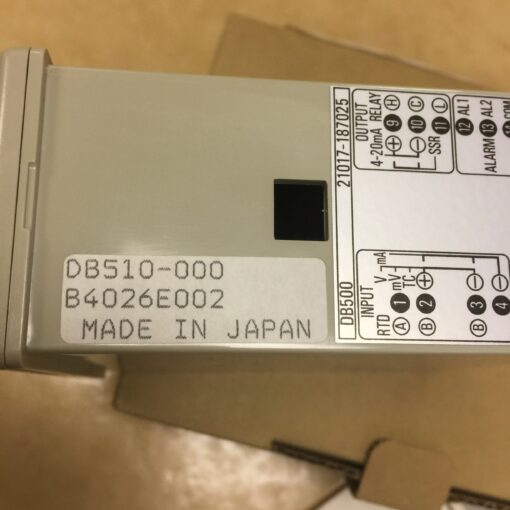 DB510-000
B4026E002
MADE IN JAPAN
DB500
21017-187025
INPUT
RTD mV V mA
TC
A 1
B 2 +
B 3 −
4 −
OUTPUT
4-20mA RELAY
+ 9 H
− 10 C
SSR 11 L
12 AL1
ALARM 13 AL2
COM